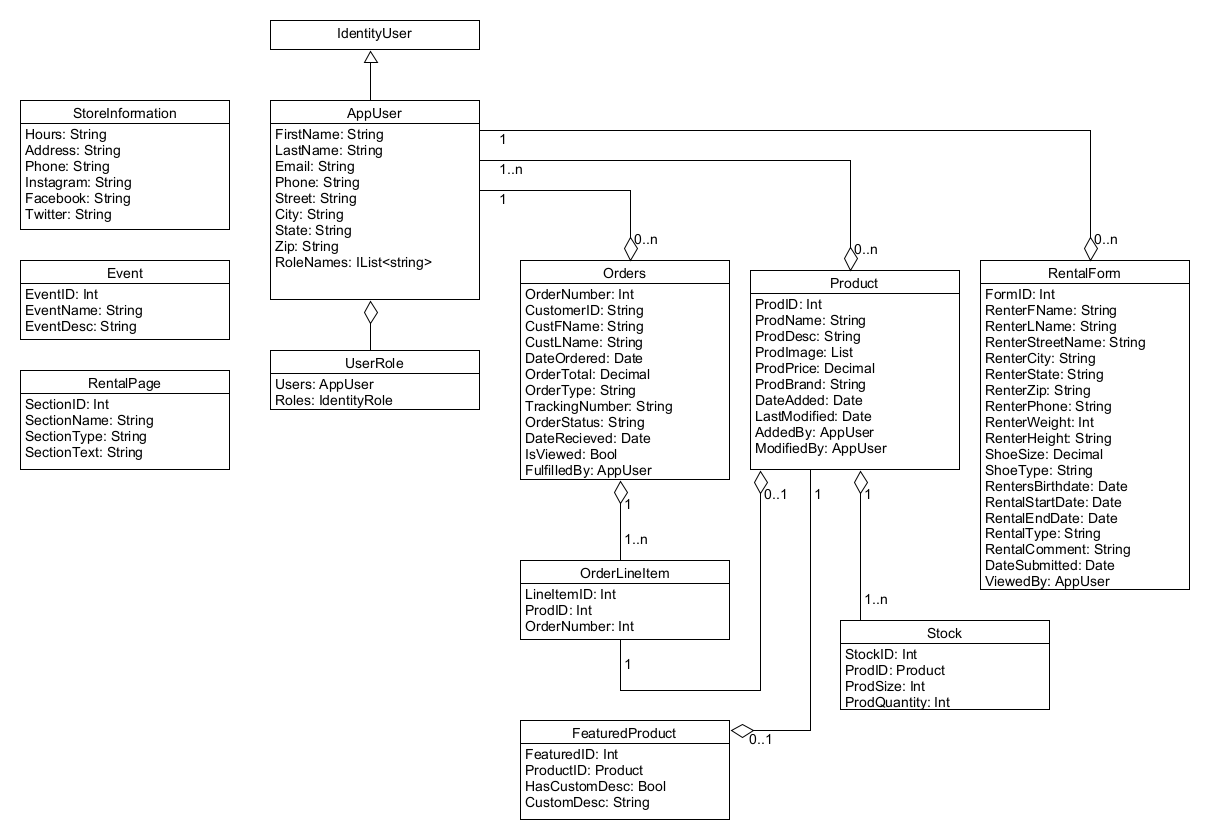 IdentityUser
StoreInformation
Hours: String
Address: String
Phone: String
Instagram: String
Facebook: String
Twitter: String
AppUser
FirstName: String
LastName: String
Email: String
Phone: String
Street: String
City: String
State: String
Zip: String
RoleNames: IList<string>
1
1..n
1
0..n
0..n
0..n
Event
EventID: Int
EventName: String
EventDesc: String
RentalPage
SectionID: Int
SectionName: String
SectionType: String
SectionText: String
UserRole
Users: AppUser
Roles: IdentityRole
Orders
OrderNumber: Int
CustomerID: String
CustFName: String
CustLName: String
DateOrdered: Date
OrderTotal: Decimal
OrderType: String
TrackingNumber: String
OrderStatus: String
DateRecieved: Date
IsViewed: Bool
FulfilledBy: AppUser
Product
ProdID: Int
ProdName: String
ProdDesc: String
ProdImage: List
ProdPrice: Decimal
ProdBrand: String
DateAdded: Date
LastModified: Date
AddedBy: AppUser
ModifiedBy: AppUser
RentalForm
FormID: Int
RenterFName: String
RenterLName: String
RenterStreetName: String
RenterCity: String
RenterState: String
RenterZip: String
RenterPhone: String
RenterWeight: Int
RenterHeight: String
ShoeSize: Decimal
ShoeType: String
RentersBirthdate: Date
RentalStartDate: Date
RentalEndDate: Date
RentalType: String
RentalComment: String
DateSubmitted: Date
ViewedBy: AppUser
1
1..n
0..1
1
1
1..n
OrderLineItem
LineItemID: Int
ProdID: Int
OrderNumber: Int
1
Stock
StockID: Int
ProdID: Product
ProdSize: Int
ProdQuantity: Int
FeaturedProduct
FeaturedID: Int
ProductID: Product
HasCustomDesc: Bool
CustomDesc: String
0..1